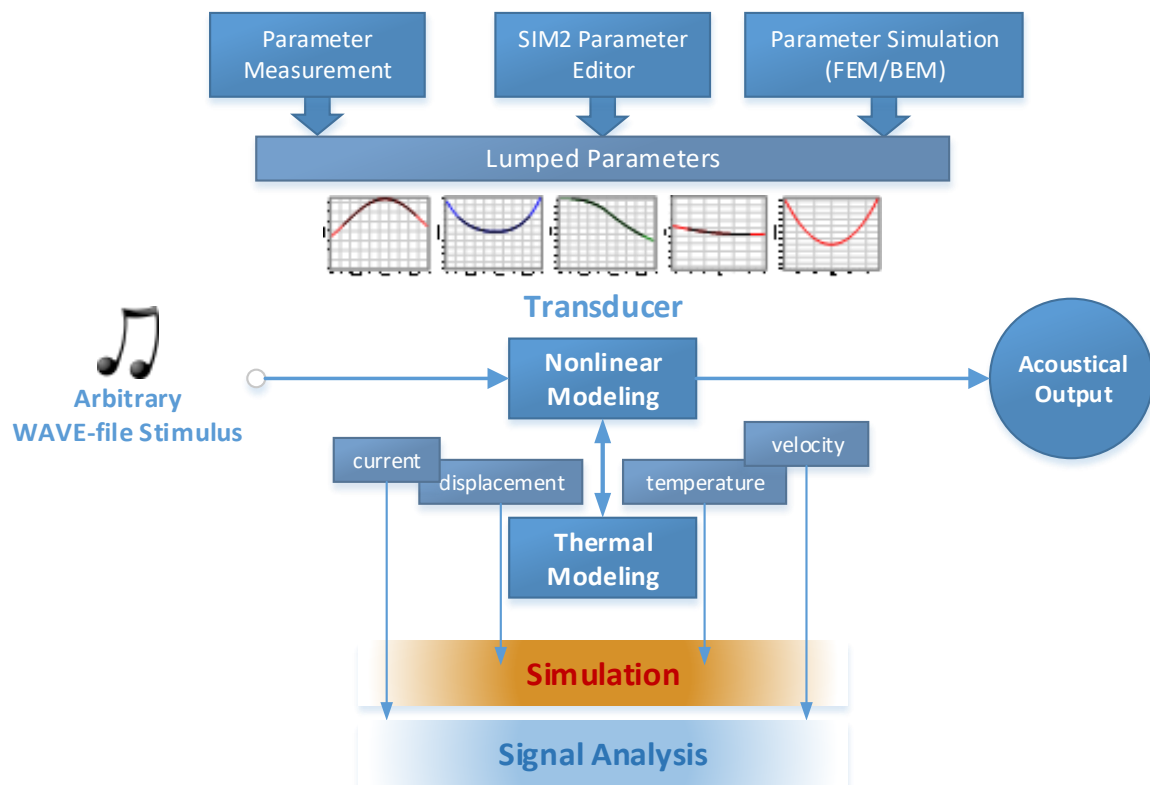 Parameter
Measurement
SIM2 Parameter
Editor
Parameter Simulation
(FEM/BEM)
Lumped Parameters
Transducer
Arbitrary
WAVE-file Stimulus
Nonlinear
Modeling
Acoustical
Output
current
displacement
temperature
velocity
Thermal
Modeling
Simulation
Signal Analysis